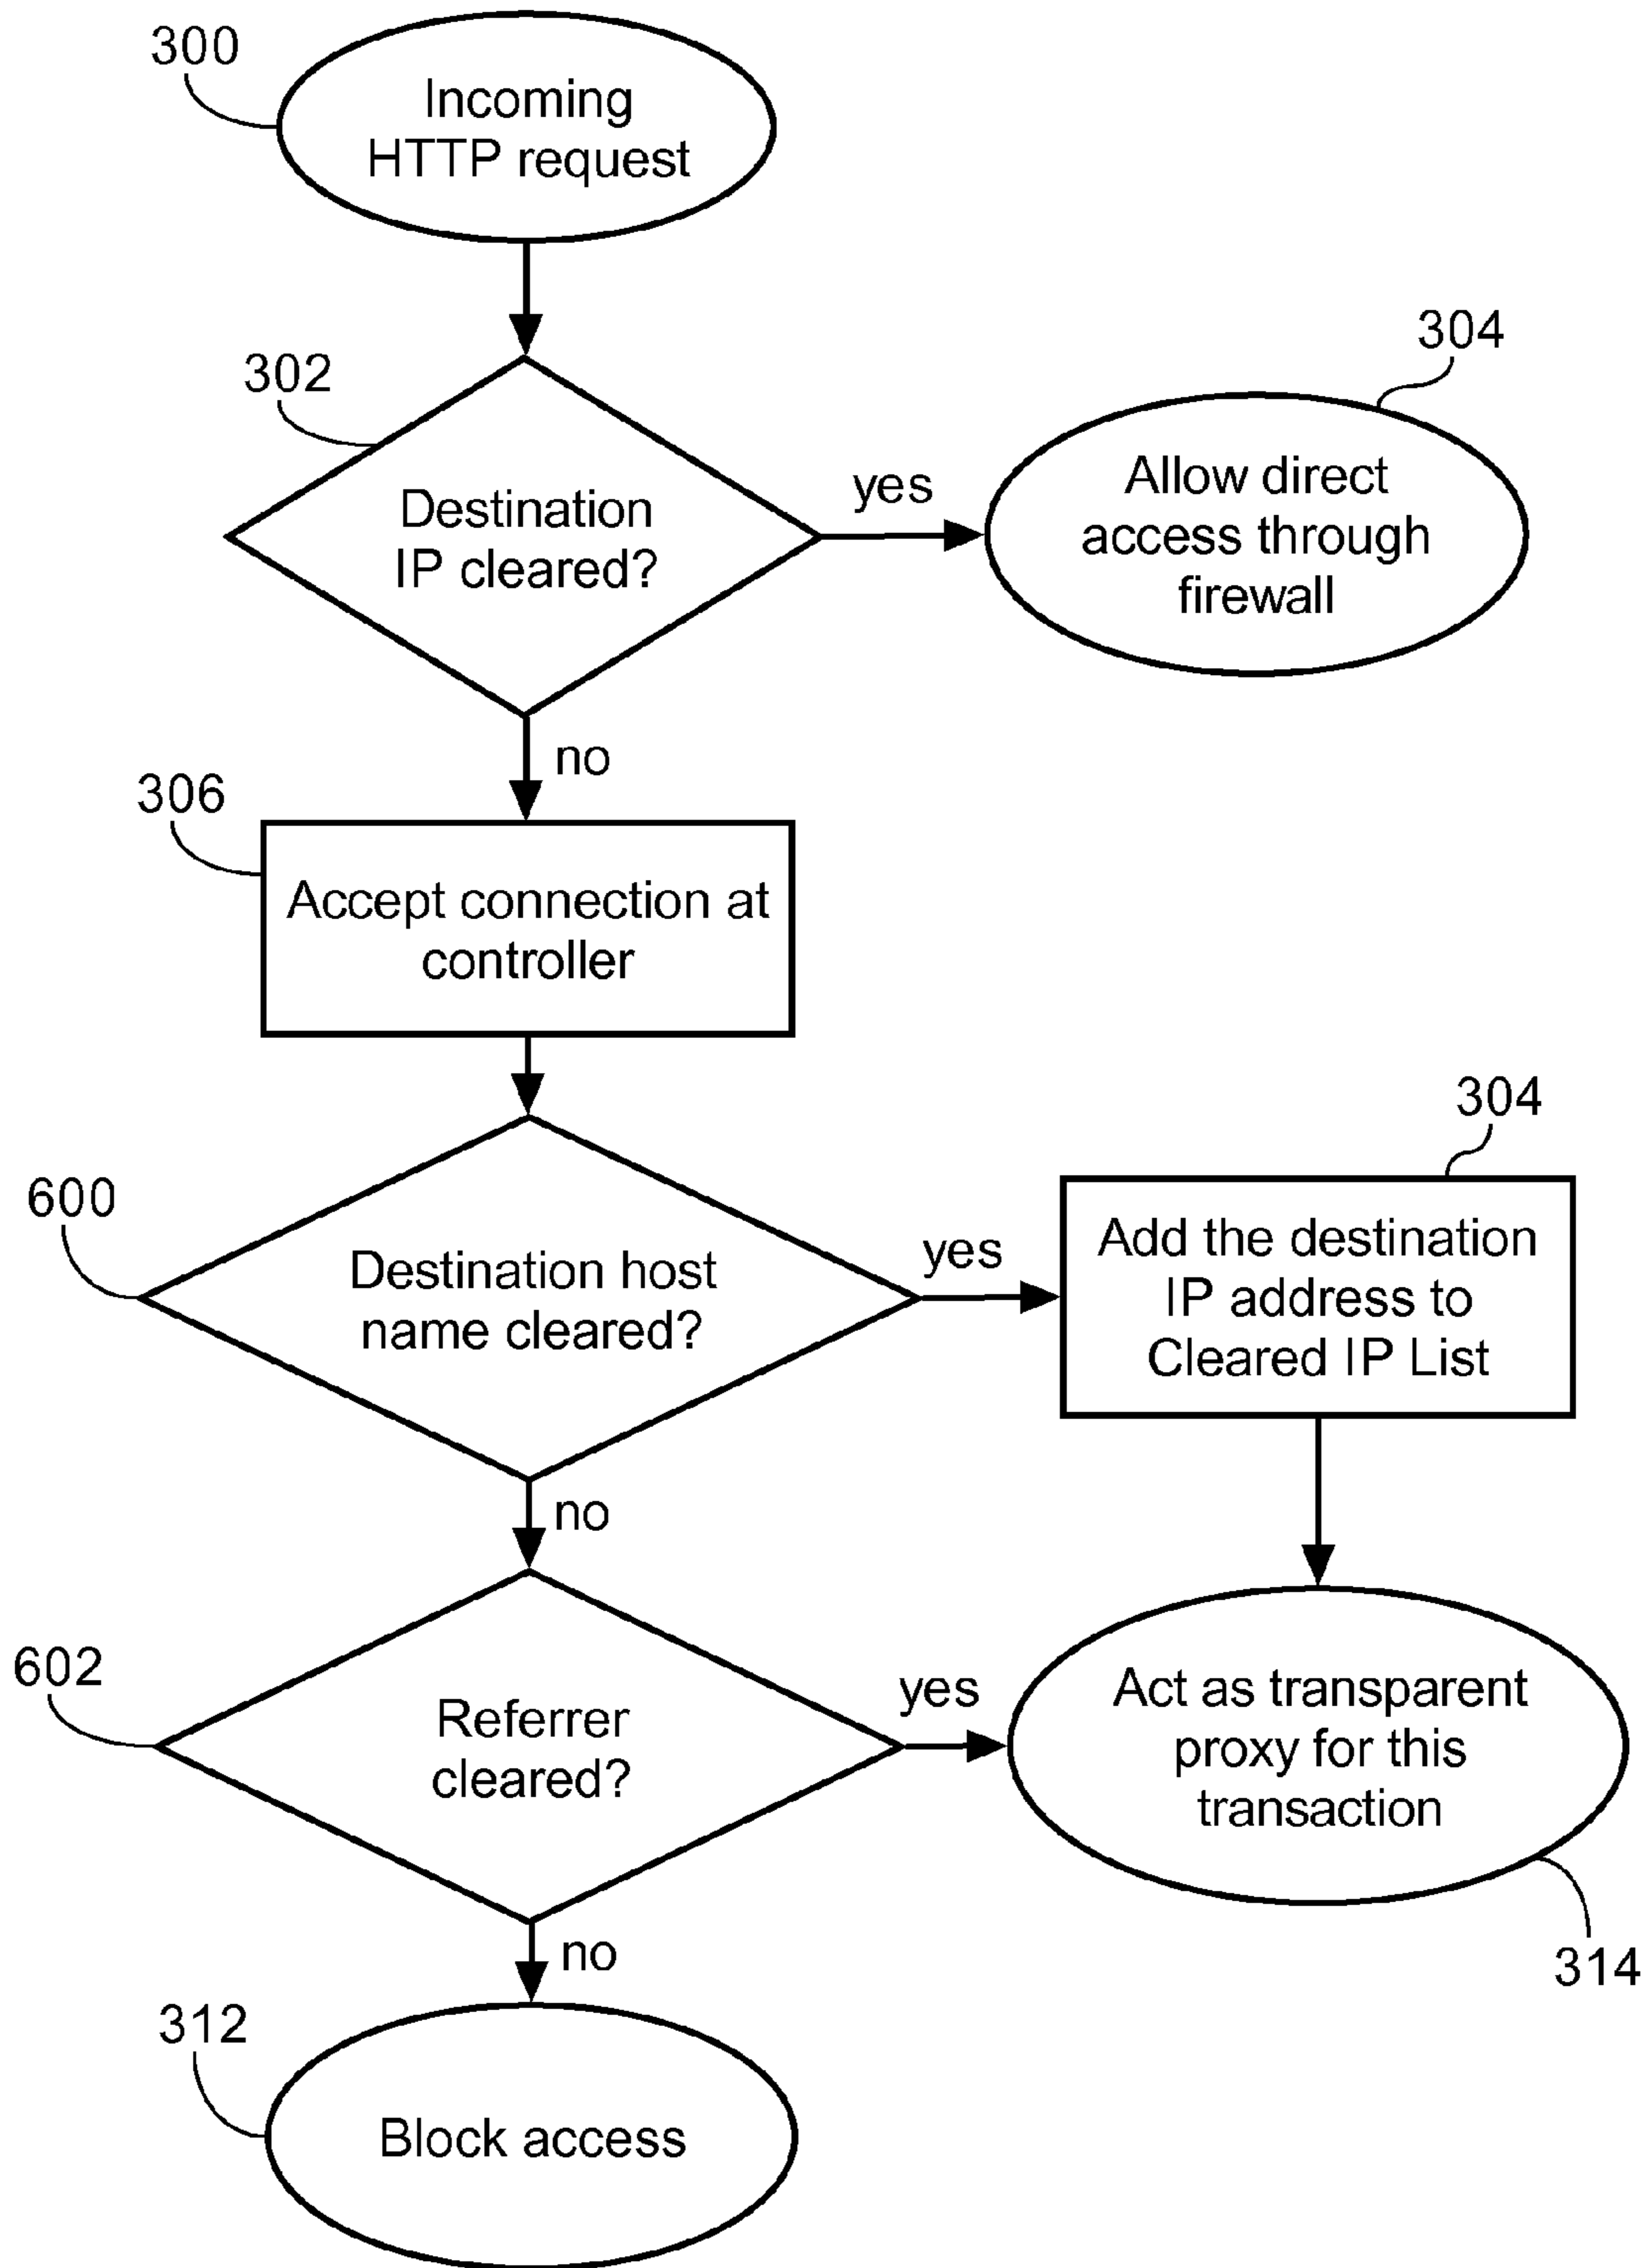 300
Incoming
HTTP request
302
Destination
IP cleared?
yes
304
Allow direct
access through
firewall
no
306
Accept connection at
controller
600
Destination host
name cleared?
yes
304
Add the destination
IP address to
Cleared IP List
no
602
Referrer
cleared?
yes
Act as transparent
proxy for this
transaction
314
no
312
Block access